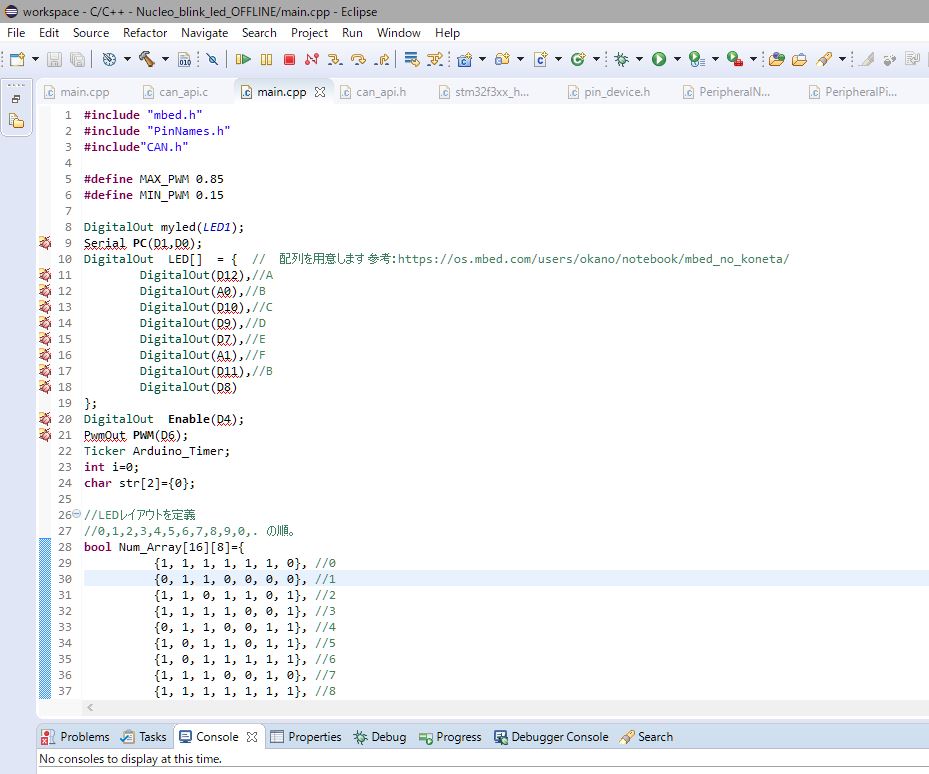 workspace - C/C++ - Nucleo_blink_led_OFFLINE/main.cpp - Eclipse
File Edit Source Refactor Navigate Search Project Run Window Help
main.cpp can_api.c main.cpp can_api.h stm32f3xx_h... pin_device.h PeripheralN... PeripheralPi...
1 #include "mbed.h"
2 #include "PinNames.h"
3 #include"CAN.h"
4
5 #define MAX_PWM 0.85
6 #define MIN_PWM 0.15
7
8 DigitalOut myled(LED1);
9 Serial PC(D1,D0);
10 DigitalOut  LED[]  = {  //  配列を用意します 参考:https://os.mbed.com/users/okano/notebook/mbed_no_koneta/
11         DigitalOut(D12),//A
12         DigitalOut(A0),//B
13         DigitalOut(D10),//C
14         DigitalOut(D9),//D
15         DigitalOut(D7),//E
16         DigitalOut(A1),//F
17         DigitalOut(D11),//B
18         DigitalOut(D8)
19 };
20 DigitalOut  Enable(D4);
21 PwmOut PWM(D6);
22 Ticker Arduino_Timer;
23 int i=0;
24 char str[2]={0};
25
26 //LEDレイアウトを定義
27 //0,1,2,3,4,5,6,7,8,9,0,. の順。
28 bool Num_Array[16][8]={
29           {1, 1, 1, 1, 1, 1, 0}, //0
30           {0, 1, 1, 0, 0, 0, 0}, //1
31           {1, 1, 0, 1, 1, 0, 1}, //2
32           {1, 1, 1, 1, 0, 0, 1}, //3
33           {0, 1, 1, 0, 0, 1, 1}, //4
34           {1, 0, 1, 1, 0, 1, 1}, //5
35           {1, 0, 1, 1, 1, 1, 1}, //6
36           {1, 1, 1, 0, 0, 1, 0}, //7
37           {1, 1, 1, 1, 1, 1, 1}, //8
Problems Tasks Console Properties Debug Progress Debugger Console Search
No consoles to display at this time.